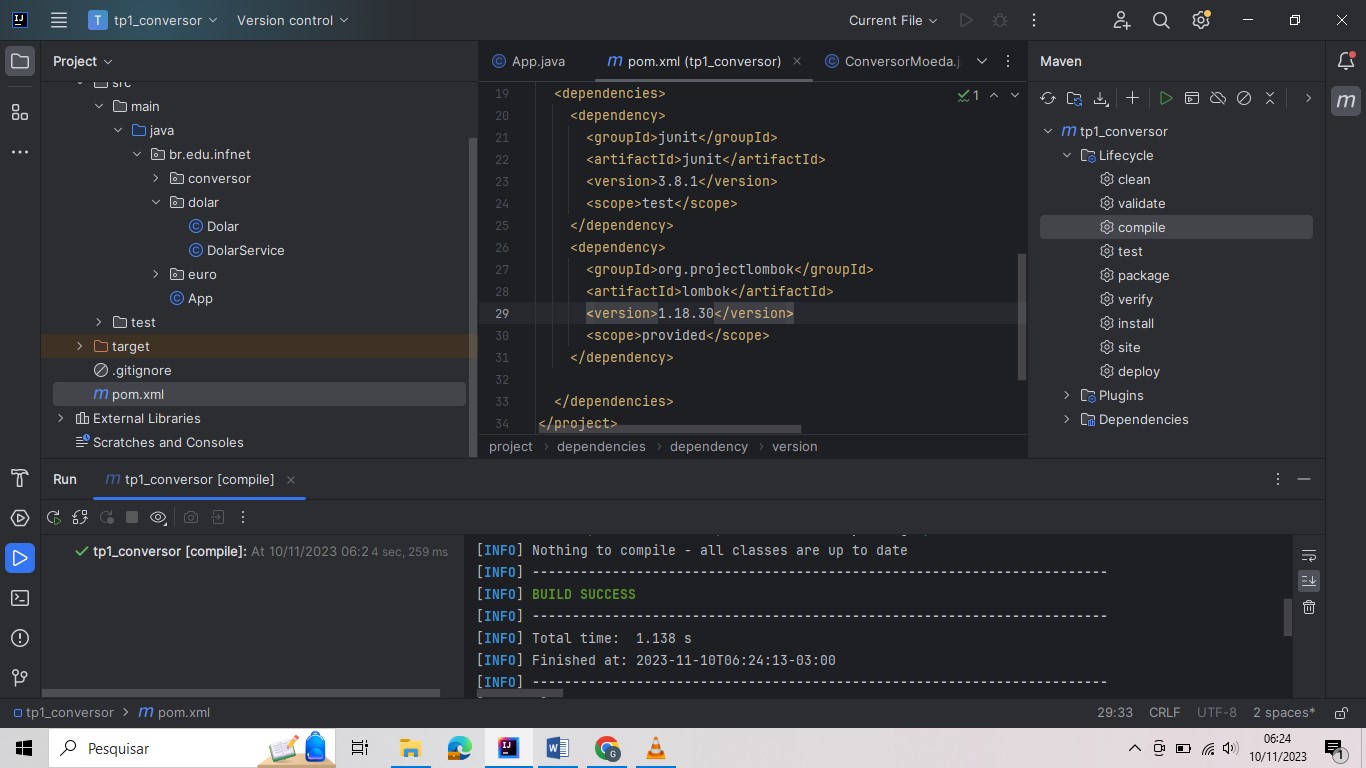 T tp1_conversor Version control Current File
Project
src
main
java
br.edu.infnet
conversor
dolar
Dolar
DolarService
euro
App
test
target
.gitignore
pom.xml
External Libraries
Scratches and Consoles
App.java pom.xml (tp1_conversor) ConversorMoeda.j
1
19 <dependencies>
20 <dependency>
21 <groupId>junit</groupId>
22 <artifactId>junit</artifactId>
23 <version>3.8.1</version>
24 <scope>test</scope>
25 </dependency>
26 <dependency>
27 <groupId>org.projectlombok</groupId>
28 <artifactId>lombok</artifactId>
29 <version>1.18.30</version>
30 <scope>provided</scope>
31 </dependency>
32
33 </dependencies>
34 </project>
project dependencies dependency version
Maven
tp1_conversor
Lifecycle
clean
validate
compile
test
package
verify
install
site
deploy
Plugins
Dependencies
Run tp1_conversor [compile]
tp1_conversor [compile]: At 10/11/2023 06:2 4 sec, 259 ms
[INFO] Nothing to compile - all classes are up to date
[INFO] ------------------------------------------------------------------------
[INFO] BUILD SUCCESS
[INFO] ------------------------------------------------------------------------
[INFO] Total time:  1.138 s
[INFO] Finished at: 2023-11-10T06:24:13-03:00
[INFO] ------------------------------------------------------------------------
tp1_conversor pom.xml 29:33 CRLF UTF-8 2 spaces*
Pesquisar
06:24
10/11/2023
1